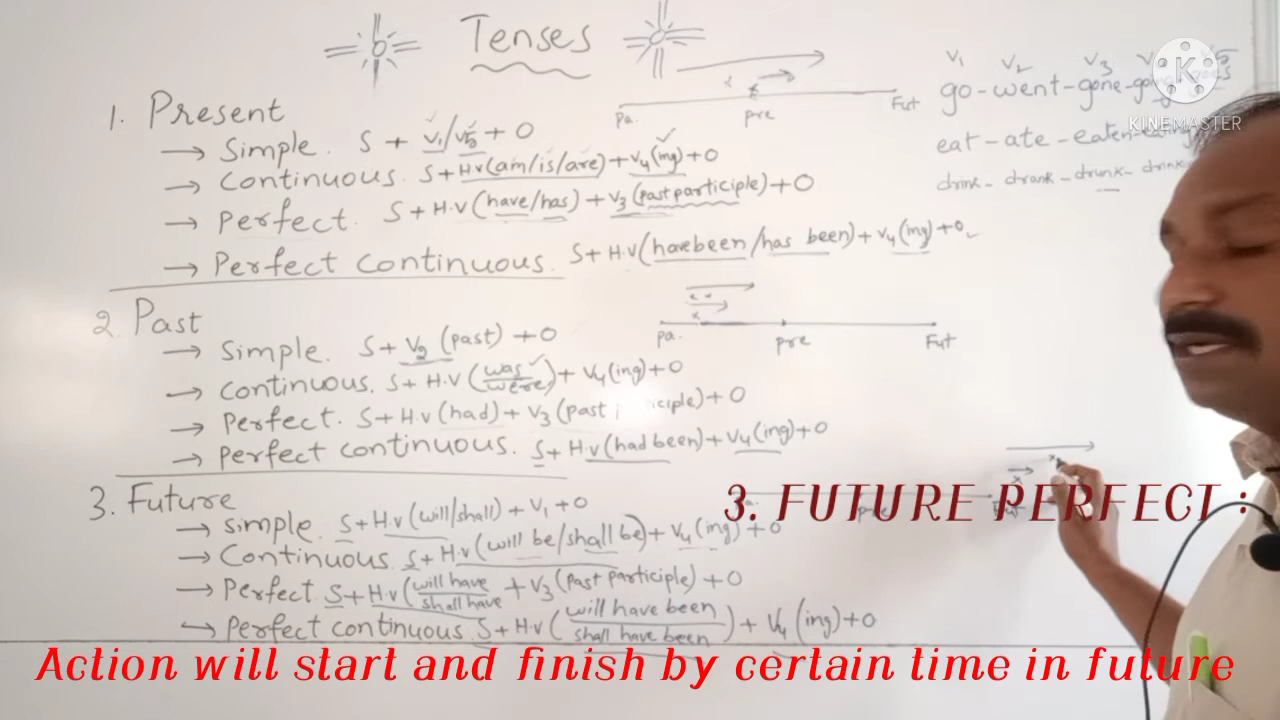 Tenses
1. Present
→ Simple. S + V1/V5 + O
→ Continuous. S + H.V (am/is/are) + V4 (ing) + O
→ Perfect. S + H.V (have/has) + V3 (past participle) + O
→ Perfect continuous. S + H.V (have been/has been) + V4 (ing) + O
pa. pre Fut
V1 V2 V3
go - went - gone - going
eat - ate - eaten -
drink - drank - drunk - drink
KINEMASTER
2. Past
→ Simple. S + V2 (past) + O
→ Continuous. S + H.V (was/were) + V4 (ing) + O
→ Perfect. S + H.V (had) + V3 (past + O
→ Perfect continuous. S + H.V (had been) + V4 (ing) + O
pa. pre Fut
3. Future
→ simple. S + H.V (will/shall) + V1 + O
→ Continuous. S + H.V (will be/shall be) + V4 (ing) + O
→ Perfect S + H.V (will have/shall have + V3 (past participle) + O
→ Perfect continuous. S + H.V (will have been/shall have been) + V4 (ing) + O
3. FUTURE PERFECT :
Action will start and finish by certain time in future